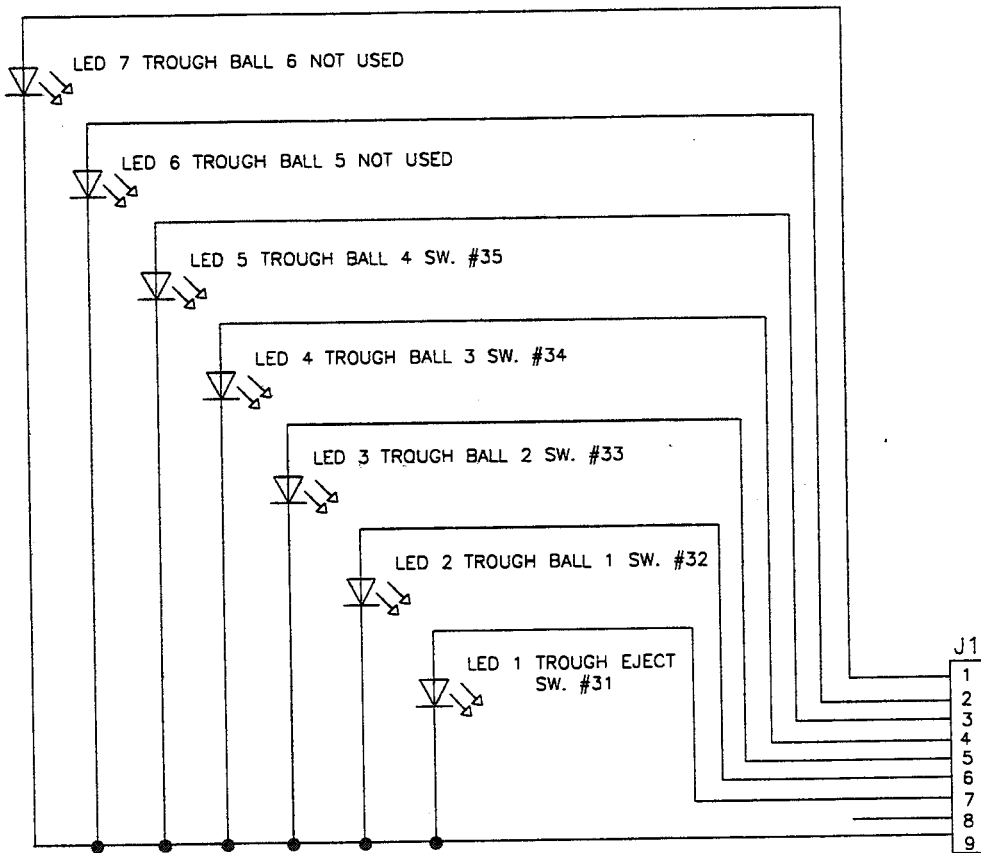 LED 7 TROUGH BALL 6 NOT USED
LED 6 TROUGH BALL 5 NOT USED
LED 5 TROUGH BALL 4 SW. #35
LED 4 TROUGH BALL 3 SW. #34
LED 3 TROUGH BALL 2 SW. #33
LED 2 TROUGH BALL 1 SW. #32
LED 1 TROUGH EJECT
SW. #31
J1
1
2
3
4
5
6
7
8
9